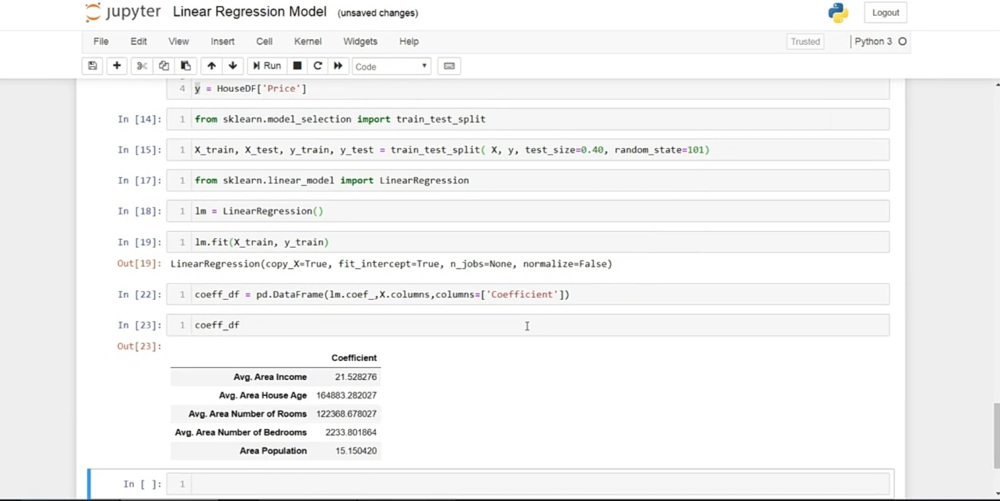 jupyter Linear Regression Model (unsaved changes) Logout
File Edit View Insert Cell Kernel Widgets Help Trusted Python 3
Run Code
4 y = HouseDF['Price']
In [14]: 1 from sklearn.model_selection import train_test_split
In [15]: 1 X_train, X_test, y_train, y_test = train_test_split( X, y, test_size=0.40, random_state=101)
In [17]: 1 from sklearn.linear_model import LinearRegression
In [18]: 1 lm = LinearRegression()
In [19]: 1 lm.fit(X_train, y_train)
Out[19]: LinearRegression(copy_X=True, fit_intercept=True, n_jobs=None, normalize=False)
In [22]: 1 coeff_df = pd.DataFrame(lm.coef_,X.columns,columns=['Coefficient'])
In [23]: 1 coeff_df
Out[23]:
Coefficient
Avg. Area Income 21.528276
Avg. Area House Age 164883.282027
Avg. Area Number of Rooms 122368.678027
Avg. Area Number of Bedrooms 2233.801864
Area Population 15.150420
In [ ]: 1